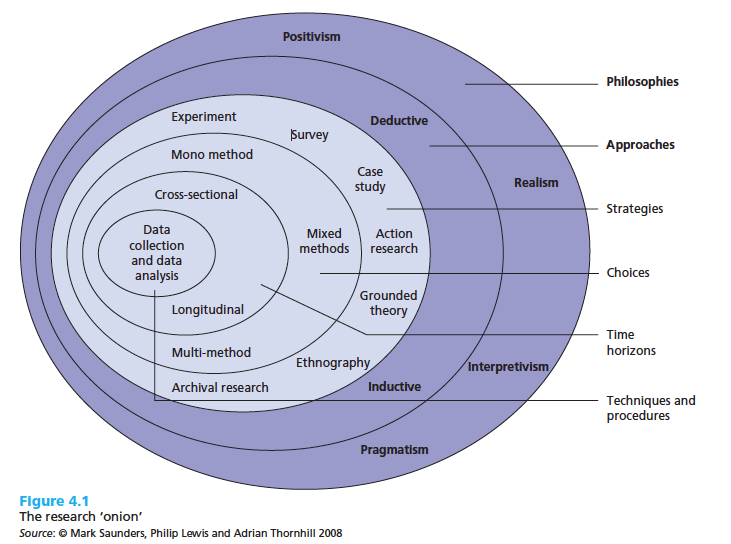 Positivism
Philosophies
Experiment
Deductive
Survey
Approaches
Mono method
Case
study
Realism
Cross-sectional
Strategies
Data
collection
and data
analysis
Mixed
methods
Action
research
Choices
Longitudinal
Grounded
theory
Time
horizons
Multi-method
Ethnography
Interpretivism
Archival research
Inductive
Techniques and
procedures
Pragmatism
Figure 4.1
The research ‘onion’
Source: © Mark Saunders, Philip Lewis and Adrian Thornhill 2008